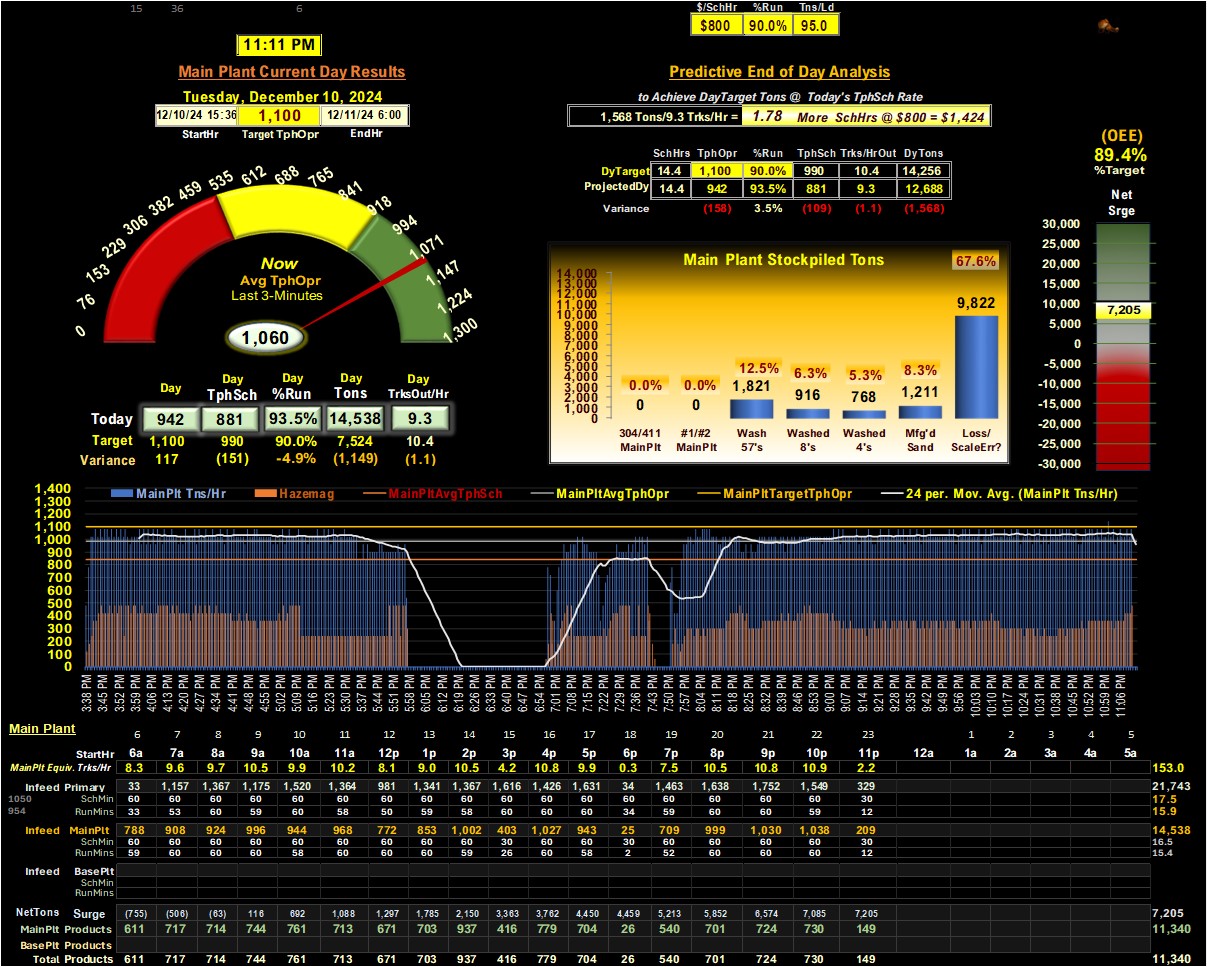 15 36 6
$/SchHr %Run Tns/Ld
$800 90.0% 95.0
11:11 PM
Main Plant Current Day Results
Tuesday, December 10, 2024
12/10/24 15:36 1,100 12/11/24 6:00
StartHr Target TphOpr EndHr
0 76 153 229 306 382 459 535 612 688 765 841 918 994 1,071 1,147 1,224 1,300
Now
Avg TphOpr
Last 3-Minutes
1,060
Day Day TphSch Day %Run Day Tons Day TrksOut/Hr
Today 942 881 93.5% 14,538 9.3
Target 1,100 990 90.0% 7,524 10.4
Variance 117 (151) -4.9% (1,149) (1.1)
Predictive End of Day Analysis
to Achieve DayTarget Tons @ Today's TphSch Rate
1,568 Tons/9.3 Trks/Hr = 1.78 More SchHrs @ $800 = $1,424
SchHrs TphOpr %Run TphSch Trks/HrOut DyTons
DyTarget 14.4 1,100 90.0% 990 10.4 14,256
ProjectedDy 14.4 942 93.5% 881 9.3 12,688
Variance (158) 3.5% (109) (1.1) (1,568)
Main Plant Stockpiled Tons
67.6%
14,000
13,000
12,000
11,000
10,000
9,000
8,000
7,000
6,000
5,000
4,000
3,000
2,000
1,000
0
0.0% 0.0% 12.5% 6.3% 5.3% 8.3%
0 0 1,821 916 768 1,211 9,822
304/411 MainPlt
#1/#2 MainPlt
Wash 57's
Washed 8's
Washed 4's
Mfg'd Sand
Loss/ ScaleErr?
(OEE)
89.4%
%Target
Net
Srge
30,000
25,000
20,000
15,000
10,000
5,000
0
-5,000
-10,000
-15,000
-20,000
-25,000
-30,000
7,205
MainPlt Tns/Hr Hazemag MainPltAvgTphSch MainPltAvgTphOpr MainPltTargetTphOpr 24 per. Mov. Avg. (MainPlt Tns/Hr)
1,400
1,300
1,200
1,100
1,000
900
800
700
600
500
400
300
200
100
0
3:38 PM 3:45 PM 3:52 PM 3:59 PM 4:06 PM 4:13 PM 4:20 PM 4:27 PM 4:34 PM 4:41 PM 4:48 PM 4:55 PM 5:02 PM 5:09 PM 5:16 PM 5:23 PM 5:30 PM 5:37 PM 5:44 PM 5:51 PM 5:58 PM 6:05 PM 6:12 PM 6:19 PM 6:26 PM 6:33 PM 6:40 PM 6:47 PM 6:54 PM 7:01 PM 7:08 PM 7:15 PM 7:22 PM 7:29 PM 7:36 PM 7:43 PM 7:50 PM 7:57 PM 8:04 PM 8:11 PM 8:18 PM 8:25 PM 8:32 PM 8:39 PM 8:46 PM 8:53 PM 9:00 PM 9:07 PM 9:14 PM 9:21 PM 9:28 PM 9:35 PM 9:42 PM 9:49 PM 9:56 PM 10:03 PM 10:10 PM 10:17 PM 10:24 PM 10:31 PM 10:38 PM 10:45 PM 10:52 PM 10:59 PM 11:06 PM
Main Plant
6 7 8 9 10 11 12 13 14 15 16 17 18 19 20 21 22 23 1 2 3 4 5
StartHr 6a 7a 8a 9a 10a 11a 12p 1p 2p 3p 4p 5p 6p 7p 8p 9p 10p 11p 12a 1a 2a 3a 4a 5a
MainPlt Equiv. Trks/Hr 8.3 9.6 9.7 10.5 9.9 10.2 8.1 9.0 10.5 4.2 10.8 9.9 0.3 7.5 10.5 10.8 10.9 2.2 153.0
Infeed Primary 33 1,157 1,367 1,175 1,520 1,364 981 1,341 1,367 1,616 1,426 1,631 34 1,463 1,638 1,752 1,549 329 21,743
1050 SchMin 60 60 60 60 60 60 60 60 60 60 60 60 60 60 60 60 60 30 17.5
954 RunMins 33 53 60 59 60 58 50 59 58 60 60 60 34 59 60 60 59 12 15.9
Infeed MainPlt 788 908 924 996 944 968 772 853 1,002 403 1,027 943 25 709 999 1,030 1,038 209 14,538
SchMin 60 60 60 60 60 60 60 60 60 30 60 60 30 60 60 60 60 30 16.5
RunMins 59 60 60 60 58 60 60 60 59 26 60 58 2 52 60 60 60 12 15.4
Infeed BasePlt
SchMin
RunMins
NetTons Surge (755) (506) (63) 116 692 1,088 1,297 1,785 2,150 3,363 3,762 4,450 4,459 5,213 5,852 6,574 7,085 7,205 7,205
MainPlt Products 611 717 714 744 761 713 671 703 937 416 779 704 26 540 701 724 730 149 11,340
BasePlt Products
Total Products 611 717 714 744 761 713 671 703 937 416 779 704 26 540 701 724 730 149 11,340